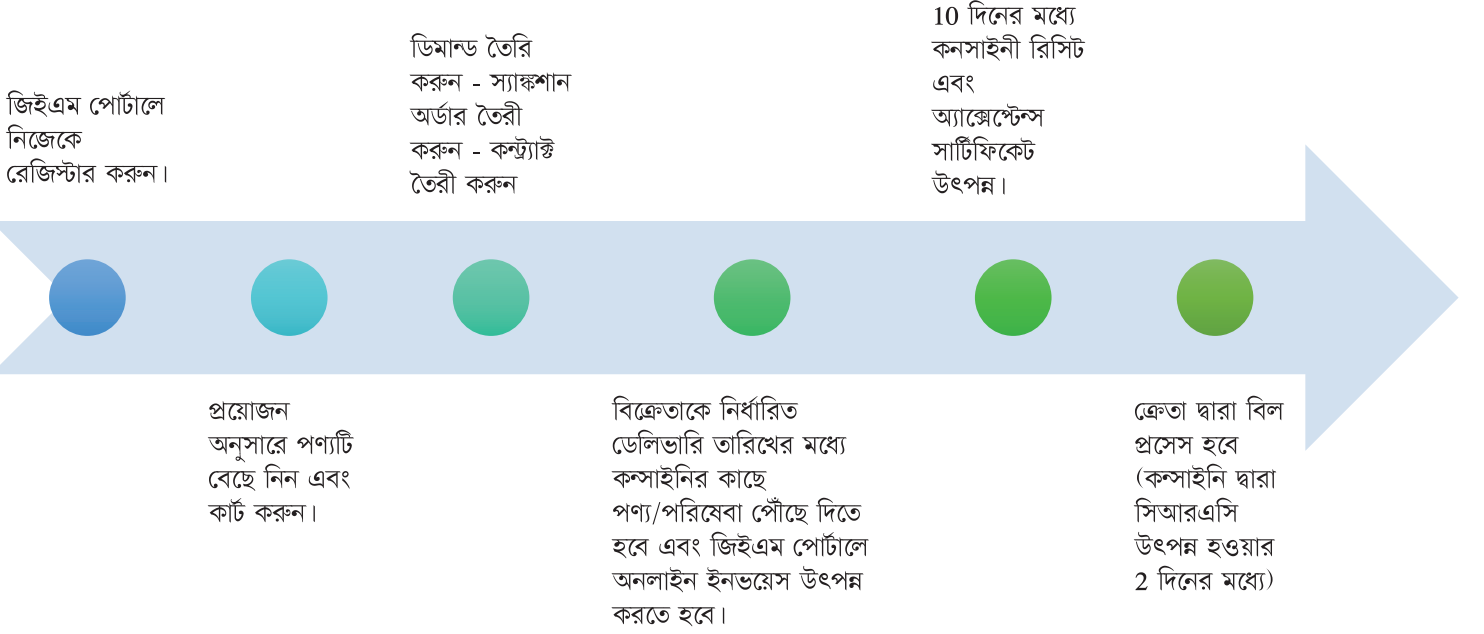 জিইএম পোর্টালে
নিজেকে
রেজিস্টার করুন।
প্রয়োজন
অনুসারে পণ্যটি
বেছে নিন এবং
কার্ট করুন।
ডিমান্ড তৈরি
করুন - স্যাঙ্কশান
অর্ডার তৈরী
করুন - কন্ট্র্যাক্ট
তৈরী করুন
বিক্রেতাকে নির্ধারিত
ডেলিভারি তারিখের মধ্যে
কন্সাইনির কাছে
পণ্য/পরিষেবা পৌঁছে দিতে
হবে এবং জিইএম পোর্টালে
অনলাইন ইনভয়েস উৎপন্ন
করতে হবে।
10 দিনের মধ্যে
কনসাইনী রিসিট
এবং
অ্যাক্সেপ্টেন্স
সার্টিফিকেট
উৎপন্ন।
ক্রেতা দ্বারা বিল
প্রসেস হবে
(কন্সাইনি দ্বারা
সিআরএসি
উৎপন্ন হওয়ার
2 দিনের মধ্যে)